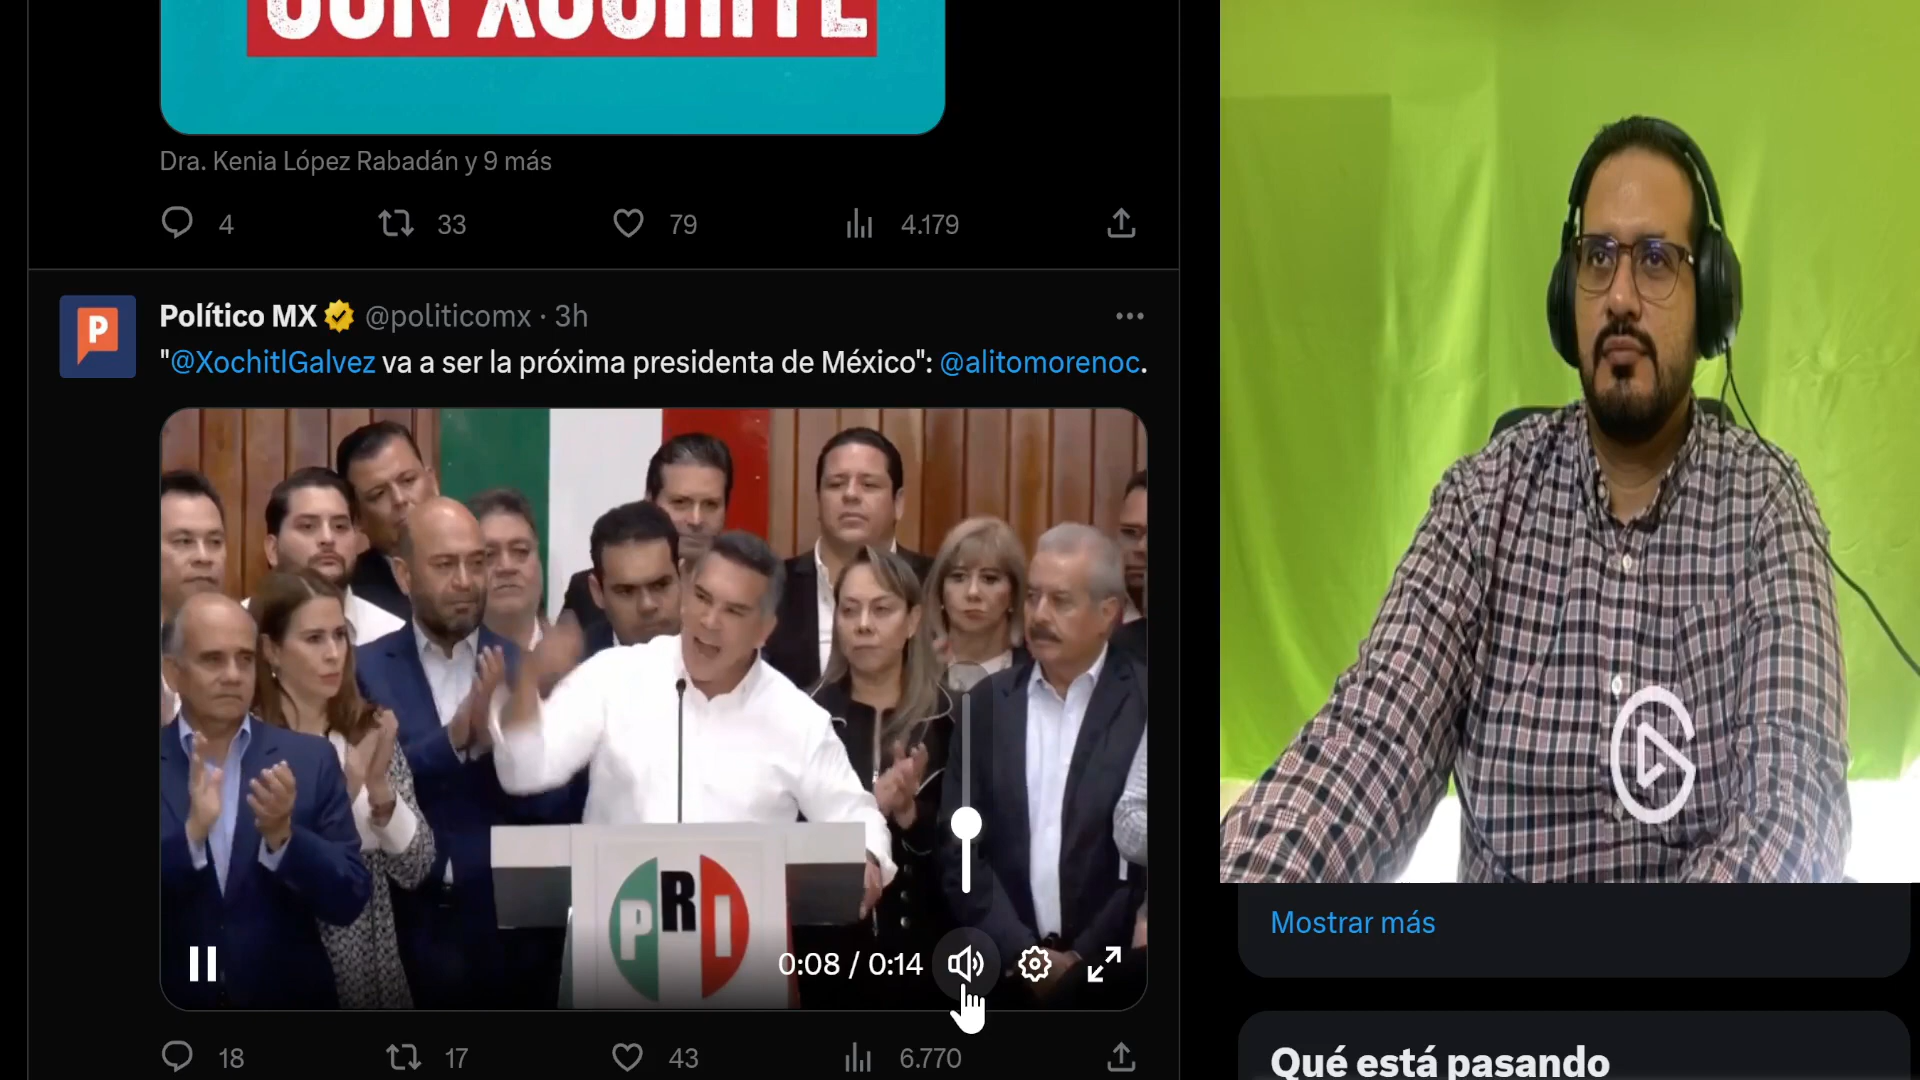 CON XÓCHITL
Dra. Kenia López Rabadán y 9 más
4 33 79 4.179
P
Político MX @politicomx · 3h
"@XochitlGalvez va a ser la próxima presidenta de México": @alitomorenoc.
PRI
0:08 / 0:14
18 17 43 6.770
Mostrar más
Qué está pasando